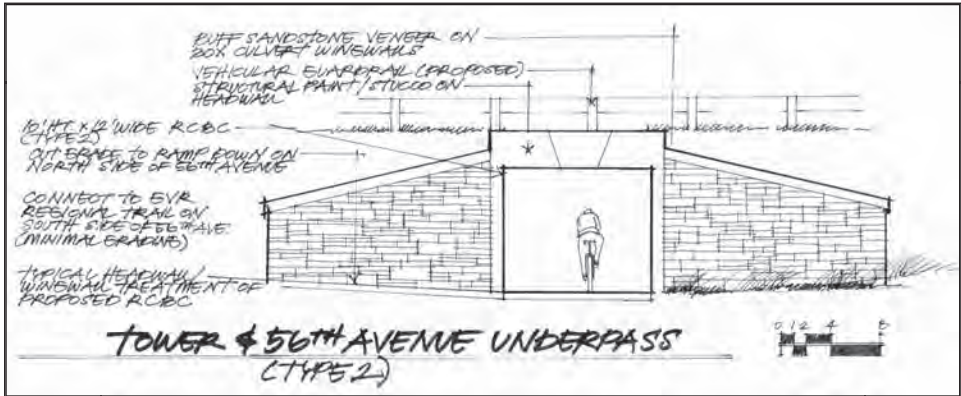 BUFF SANDSTONE VENEER ON
BOX CULVERT WINGWALLS
VEHICULAR GUARDRAIL (PROPOSED)
STRUCTURAL PAINT/STUCCO ON
HEADWALL
10' HT X 12' WIDE RCBC
(TYPE 2)
CUT GRADE TO RAMP DOWN ON
NORTH SIDE OF 56TH AVENUE
CONNECT TO EVR
REGIONAL TRAIL ON
SOUTH SIDE OF 56TH AVE.
(MINIMAL GRADING)
TYPICAL HEADWALL/
WINGWALL TREATMENT OF
PROPOSED RCBC
TOWER & 56TH AVENUE UNDERPASS
(TYPE 2)
0 1 2 4 8